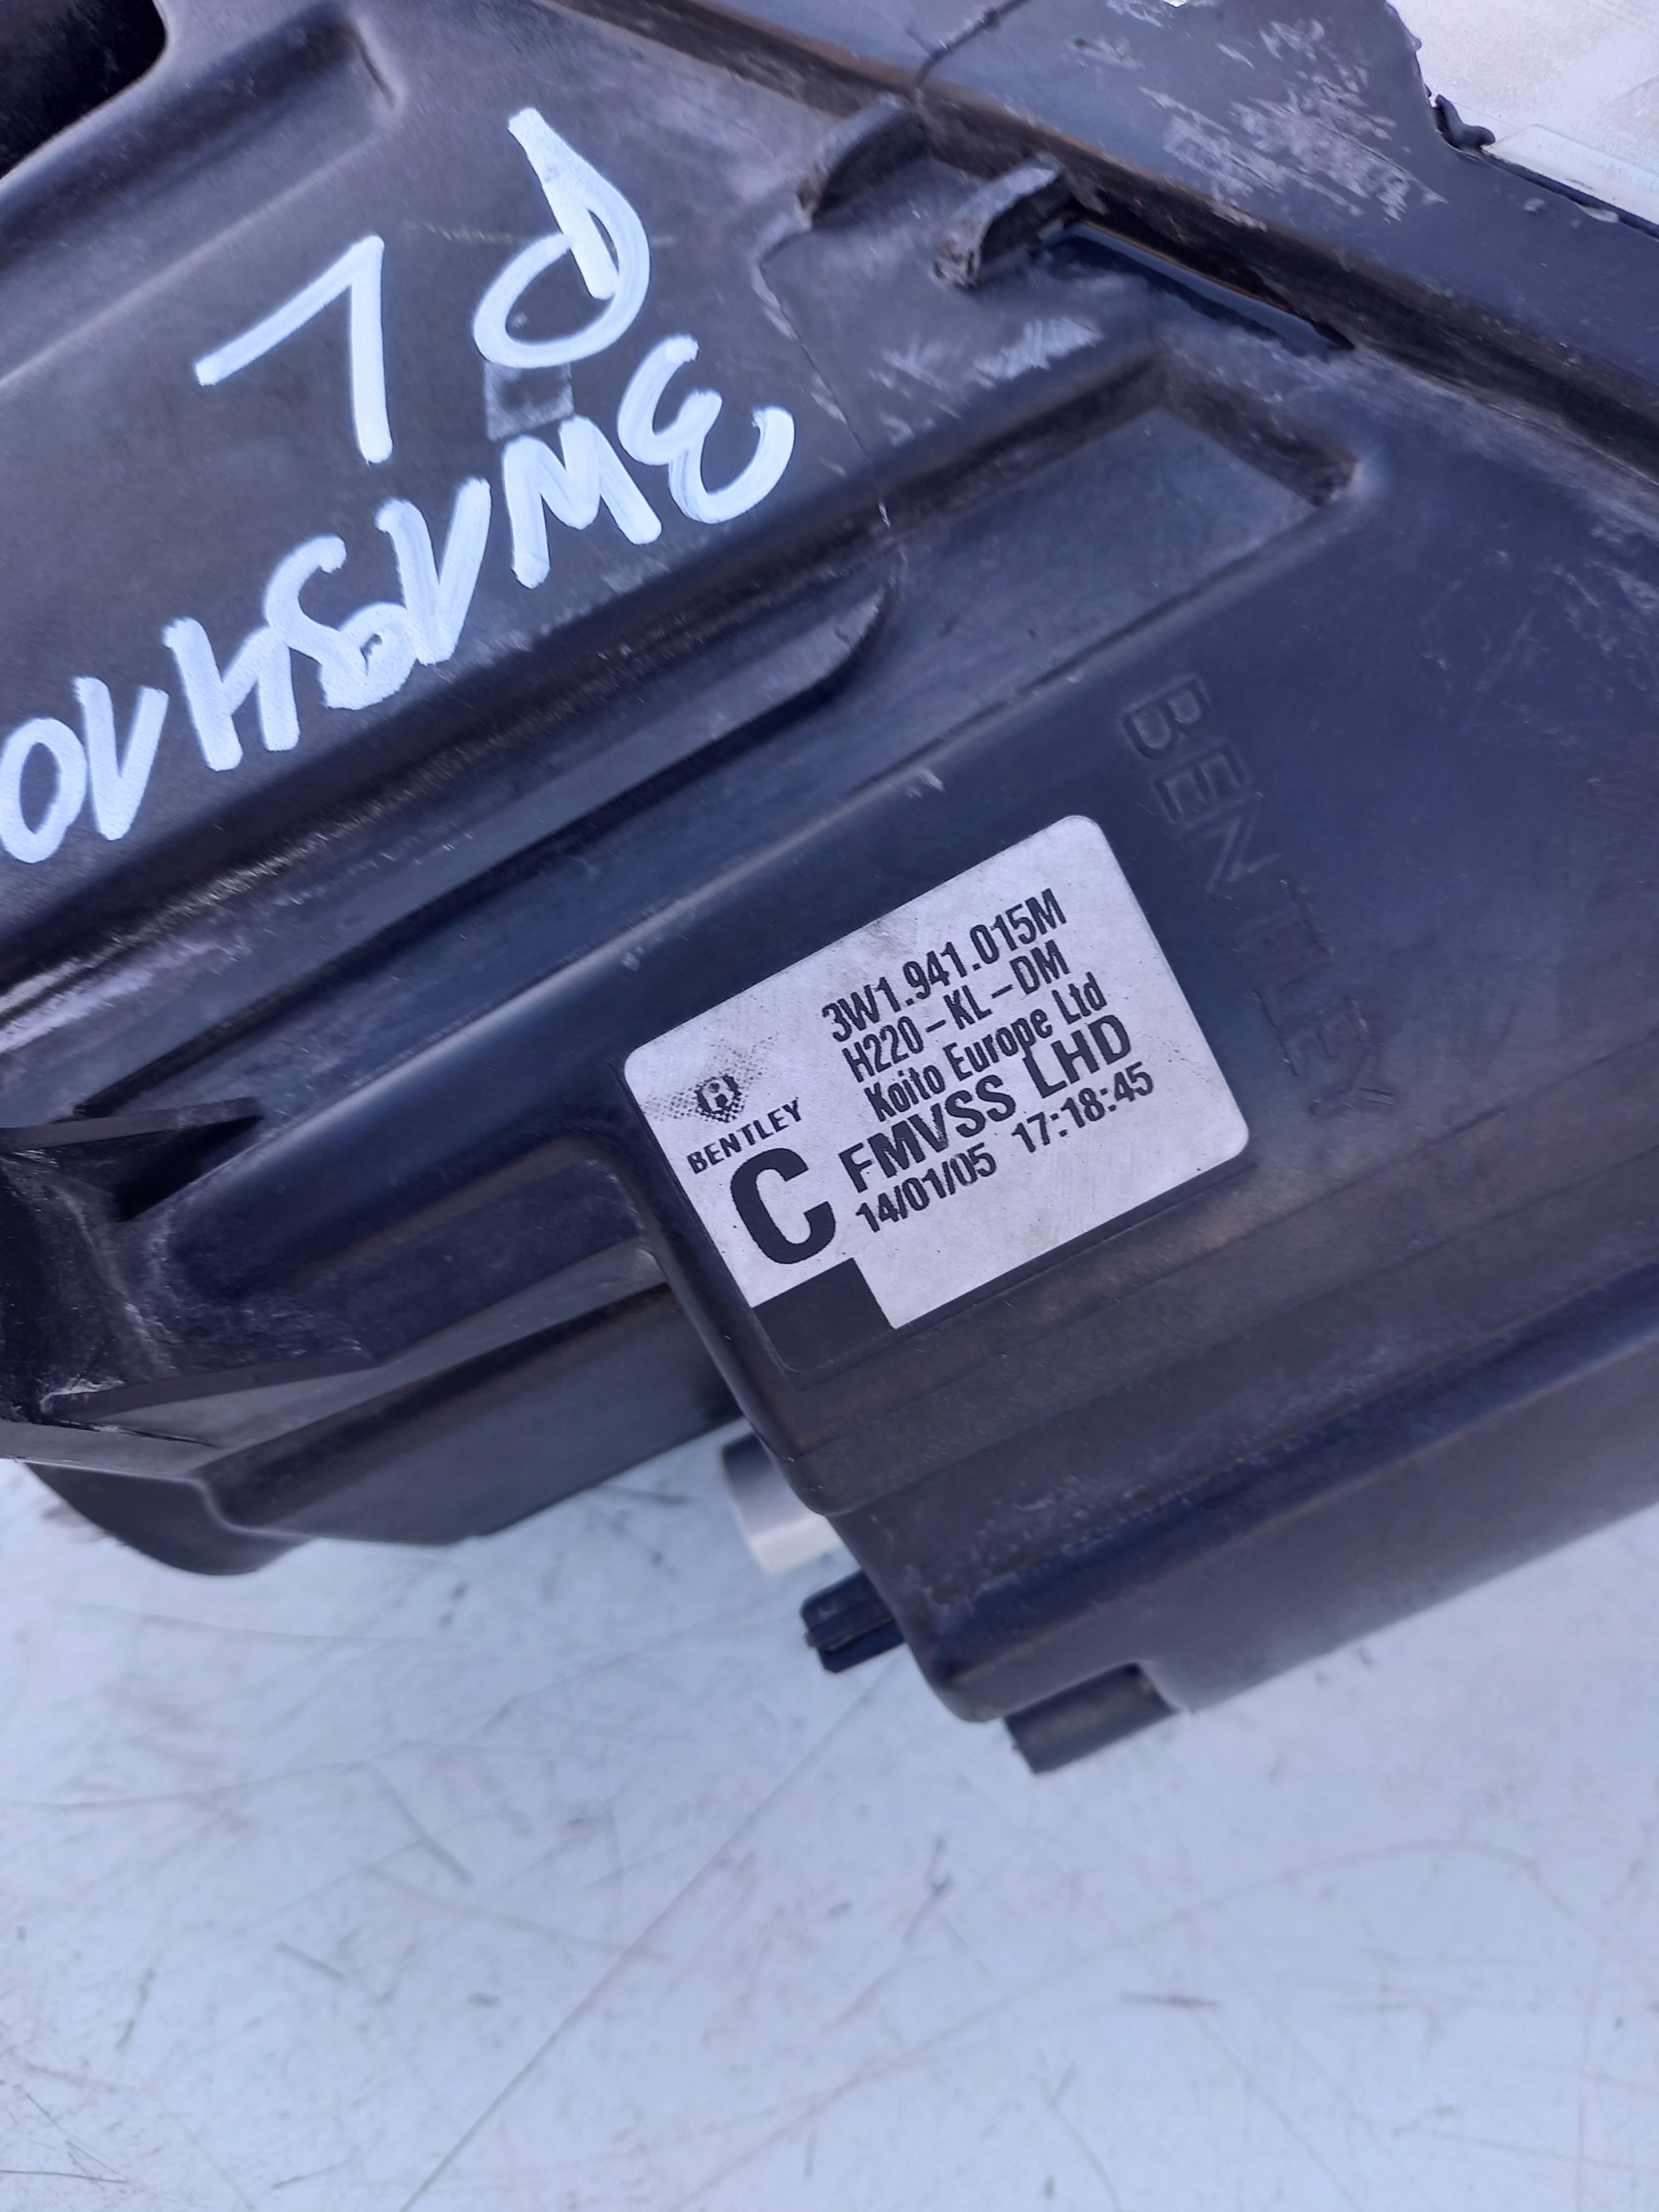 3W1.941.015M
H220-KL-DM
Koito Europe Ltd
FMVSS LHD
14/01/05 17:18:45
B
BENTLEY
C
BENTLEY